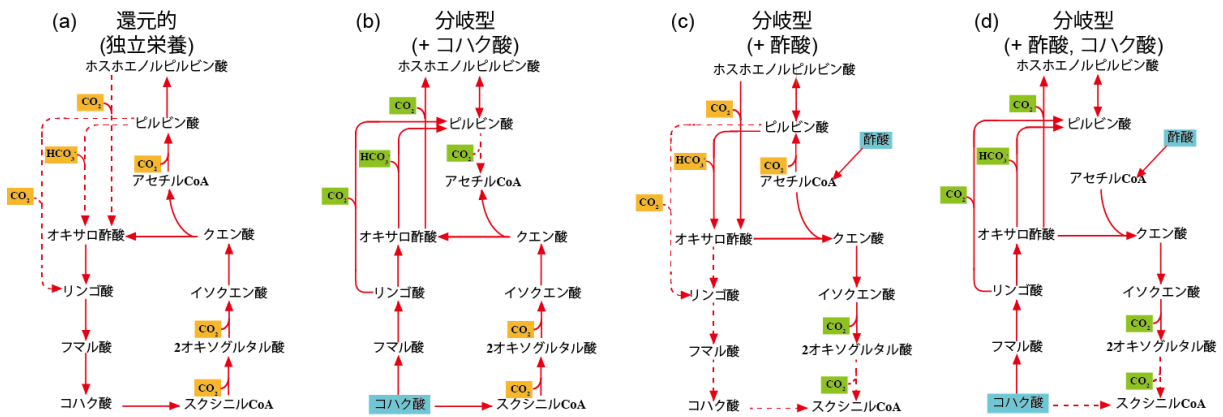 (a) 還元的
(独立栄養)
ホスホエノルピルビン酸
CO2
ピルビン酸
HCO3-
CO2
アセチルCoA
CO2
オキサロ酢酸
クエン酸
リンゴ酸
イソクエン酸
CO2
フマル酸
2オキソグルタル酸
CO2
コハク酸
スクシニルCoA
(b) 分岐型
(+ コハク酸)
ホスホエノルピルビン酸
CO2
ピルビン酸
HCO3
CO2
アセチルCoA
CO2
オキサロ酢酸
クエン酸
リンゴ酸
イソクエン酸
CO2
フマル酸
2オキソグルタル酸
CO2
コハク酸
スクシニルCoA
(c) 分岐型
(+ 酢酸)
ホスホエノルピルビン酸
CO2
ピルビン酸
酢酸
HCO3
CO2
アセチルCoA
CO2
オキサロ酢酸
クエン酸
リンゴ酸
イソクエン酸
CO2
フマル酸
2オキソグルタル酸
CO2
コハク酸
スクシニルCoA
(d) 分岐型
(+ 酢酸, コハク酸)
ホスホエノルピルビン酸
CO2
ピルビン酸
酢酸
HCO3
アセチルCoA
CO2
オキサロ酢酸
クエン酸
リンゴ酸
イソクエン酸
CO2
フマル酸
2オキソグルタル酸
CO2
コハク酸
スクシニルCoA